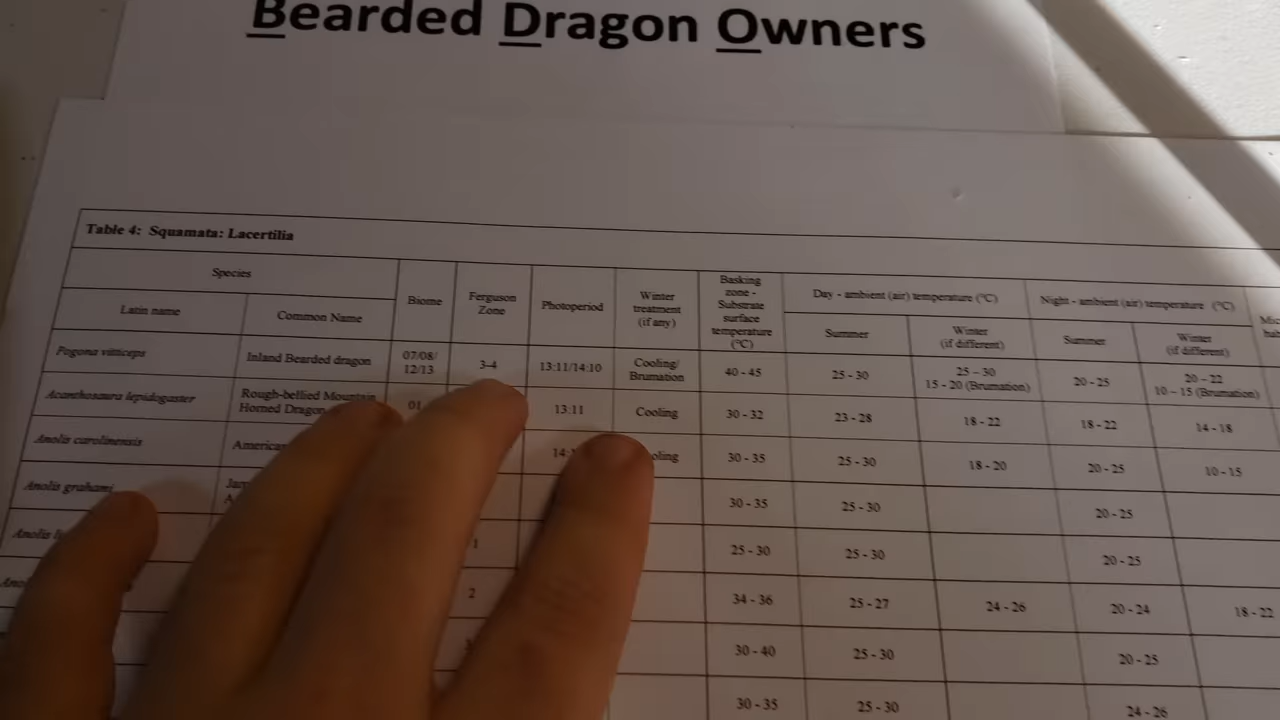 Bearded Dragon Owners
Table 4: Squamata: Lacertilia
Species
Latin name
Common Name
Biome
Ferguson
Zone
Photoperiod
Winter
treatment
(if any)
Basking
zone -
Substrate
surface
temperature
(°C)
Day - ambient (air) temperature (°C)
Summer
Winter
(if different)
Night - ambient (air) temperature (°C)
Summer
Winter
(if different)
Pogona vitticeps
Inland Bearded dragon
07/08/
12/13
3-4
13:11/14:10
Cooling/
Brumation
40 - 45
25 - 30
25 – 30
15 - 20 (Brumation)
20 - 25
20 – 22
10 – 15 (Brumation)
Acanthosaura lepidogaster
Rough-bellied Mountain
Horned Dragon
01
13:11
Cooling
30 - 32
23 - 28
18 - 22
18 - 22
14 - 18
Anolis carolinensis
America
14:
oling
30 - 35
25 - 30
18 - 20
20 - 25
10 - 15
Anolis grahami
30 - 35
25 - 30
20 - 25
Anolis
1
25 - 30
25 - 30
20 - 25
2
34 - 36
25 - 27
24 - 26
20 - 24
18 - 22
30 - 40
25 - 30
20 - 25
30 - 35
25 - 30
24 - 26